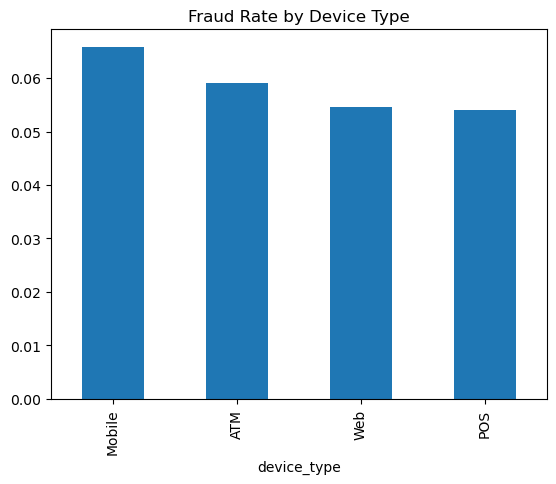 Fraud Rate by Device Type
0.06
0.05
0.04
0.03
0.02
0.01
0.00
Mobile
ATM
Web
POS
device_type